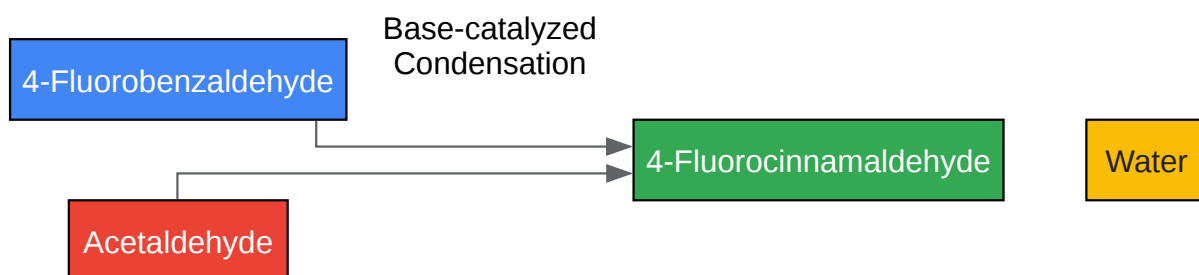 Base-catalyzed
Condensation
4-Fluorobenzaldehyde
4-Fluorocinnamaldehyde
Water
Acetaldehyde